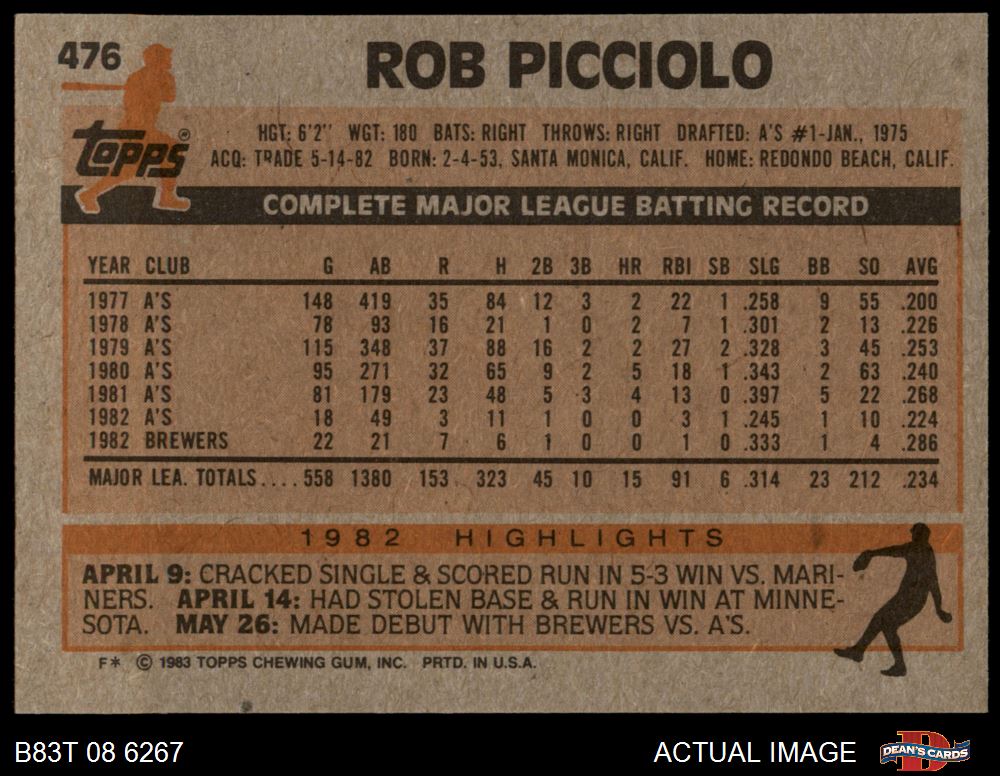 476
ROB PICCIOLO
topps®
HGT: 6'2" WGT: 180 BATS: RIGHT THROWS: RIGHT DRAFTED: A'S #1-JAN., 1975
ACQ: TRADE 5-14-82 BORN: 2-4-53, SANTA MONICA, CALIF. HOME: REDONDO BEACH, CALIF.
COMPLETE MAJOR LEAGUE BATTING RECORD
YEAR CLUB G AB R H 2B 3B HR RBI SB SLG BB SO AVG
1977 A'S 148 419 35 84 12 3 2 22 1 .258 9 55 .200
1978 A'S 78 93 16 21 1 0 2 7 1 .301 2 13 .226
1979 A'S 115 348 37 88 16 2 2 27 2 .328 3 45 .253
1980 A'S 95 271 32 65 9 2 5 18 1 .343 2 63 .240
1981 A'S 81 179 23 48 5 3 4 13 0 .397 5 22 .268
1982 A'S 18 49 3 11 1 0 0 3 1 .245 1 10 .224
1982 BREWERS 22 21 7 6 1 0 0 1 0 .333 1 4 .286
MAJOR LEA. TOTALS.... 558 1380 153 323 45 10 15 91 6 .314 23 212 .234
1982 HIGHLIGHTS
APRIL 9: CRACKED SINGLE & SCORED RUN IN 5-3 WIN VS. MARI-
NERS. APRIL 14: HAD STOLEN BASE & RUN IN WIN AT MINNE-
SOTA. MAY 26: MADE DEBUT WITH BREWERS VS. A'S.
F* © 1983 TOPPS CHEWING GUM, INC. PRTD. IN U.S.A.
B83T 08 6267
ACTUAL IMAGE
D
DEAN'S CARDS